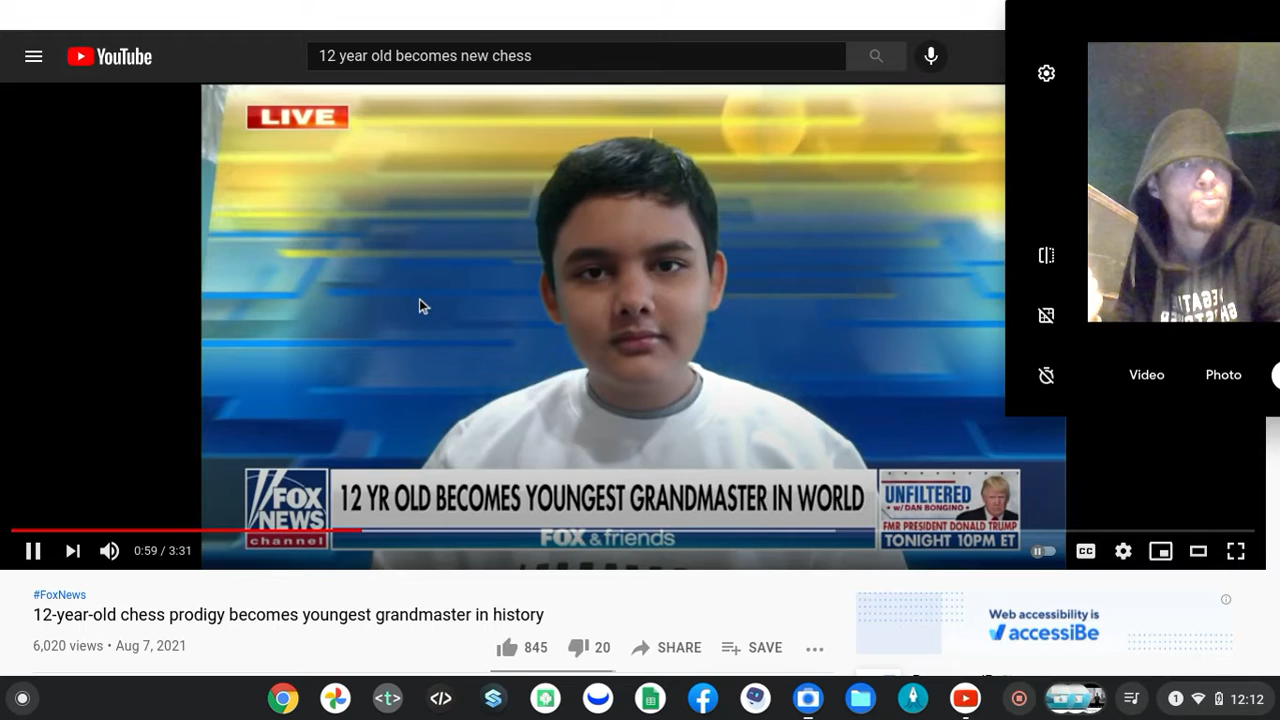 YouTube
12 year old becomes new chess
LIVE
Video
Photo
FOX
NEWS
channel
12 YR OLD BECOMES YOUNGEST GRANDMASTER IN WORLD
FOX & friends
UNFILTERED
w/ DAN BONGINO
FMR PRESIDENT DONALD TRUMP
TONIGHT 10PM ET
0:59 / 3:31
CC
#FoxNews
12-year-old chess prodigy becomes youngest grandmaster in history
6,020 views • Aug 7, 2021
845
20
SHARE
SAVE
Web accessibility is
accessiBe
<t>
</>
1
12:12